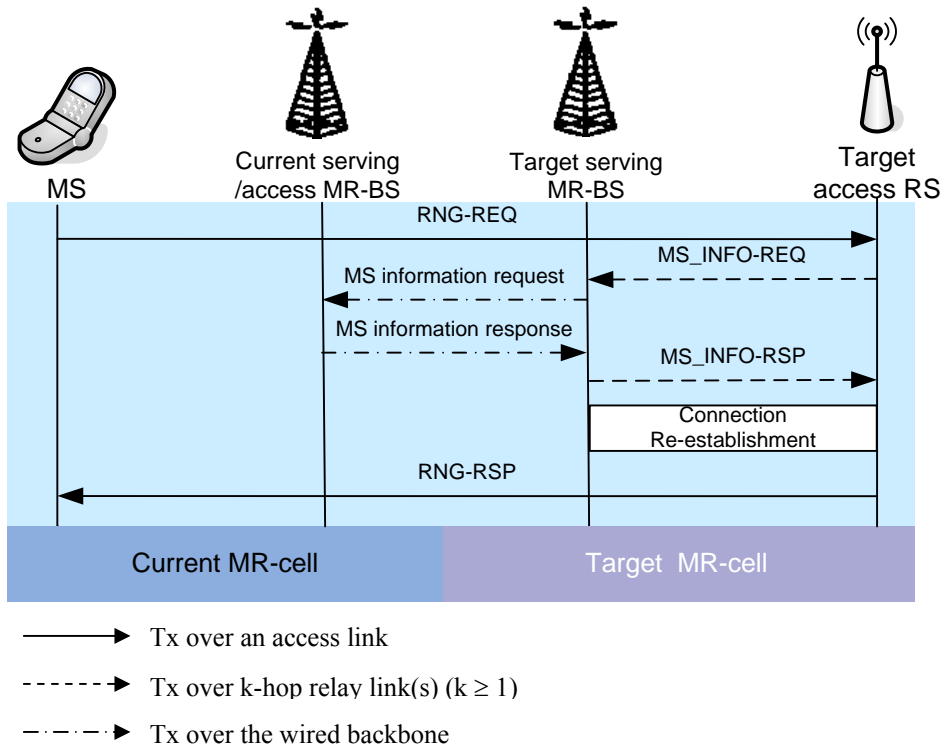 MS
Current serving
/access MR-BS
Target serving
MR-BS
Target
access RS
RNG-REQ
MS_INFO-REQ
MS information request
MS information response
MS_INFO-RSP
Connection
Re-establishment
RNG-RSP
Current MR-cell
Target MR-cell
Tx over an access link
Tx over k-hop relay link(s) (k ≥ 1)
Tx over the wired backbone